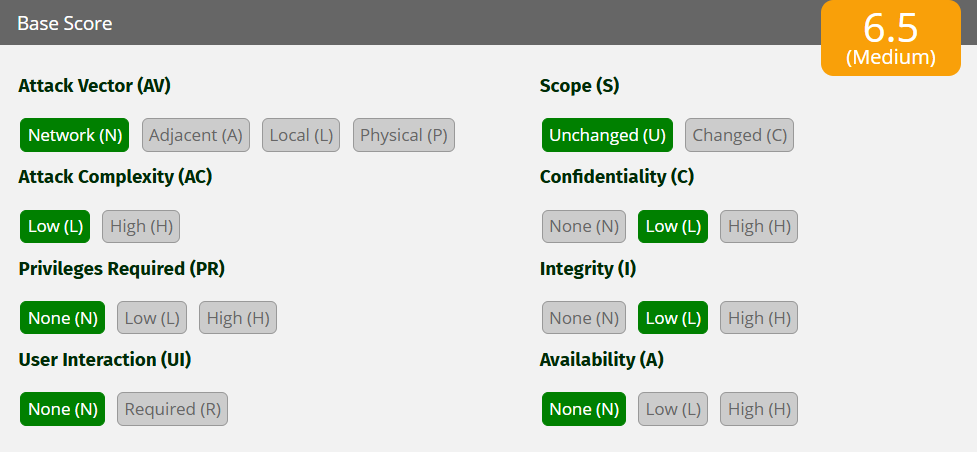 Base Score
6.5
(Medium)
Attack Vector (AV)
Network (N) Adjacent (A) Local (L) Physical (P)
Attack Complexity (AC)
Low (L) High (H)
Privileges Required (PR)
None (N) Low (L) High (H)
User Interaction (UI)
None (N) Required (R)
Scope (S)
Unchanged (U) Changed (C)
Confidentiality (C)
None (N) Low (L) High (H)
Integrity (I)
None (N) Low (L) High (H)
Availability (A)
None (N) Low (L) High (H)